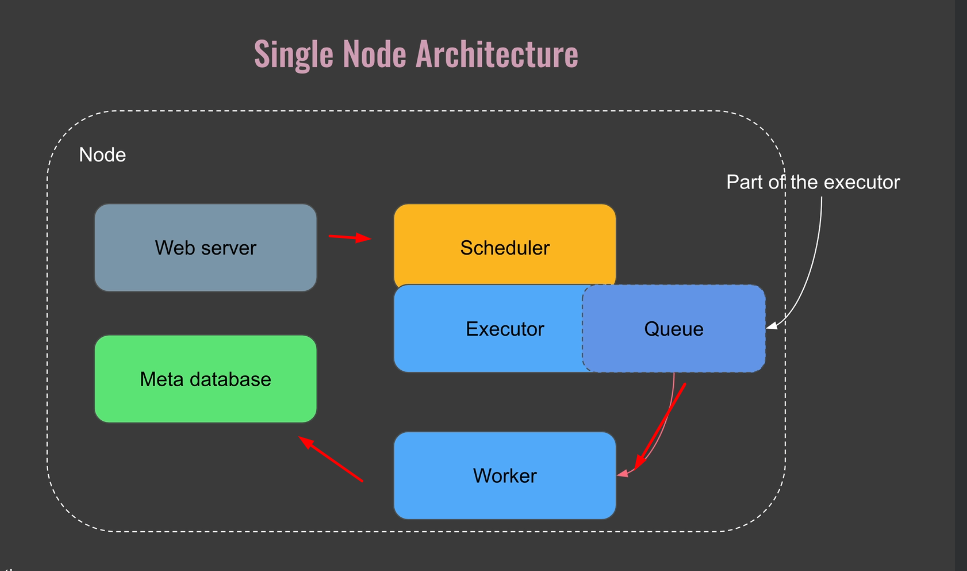 Single Node Architecture
Node
Part of the executor
Web server
Scheduler
Executor
Queue
Meta database
Worker